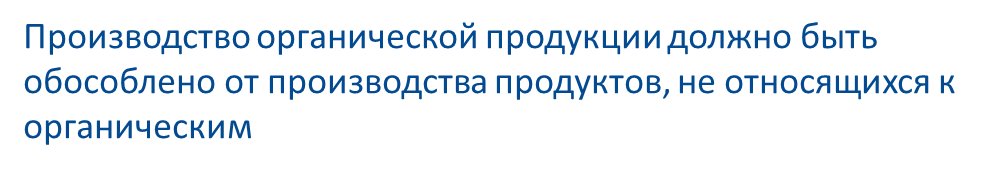 Производство органической продукции должно быть
обособлено от производства продуктов, не относящихся к
органическим